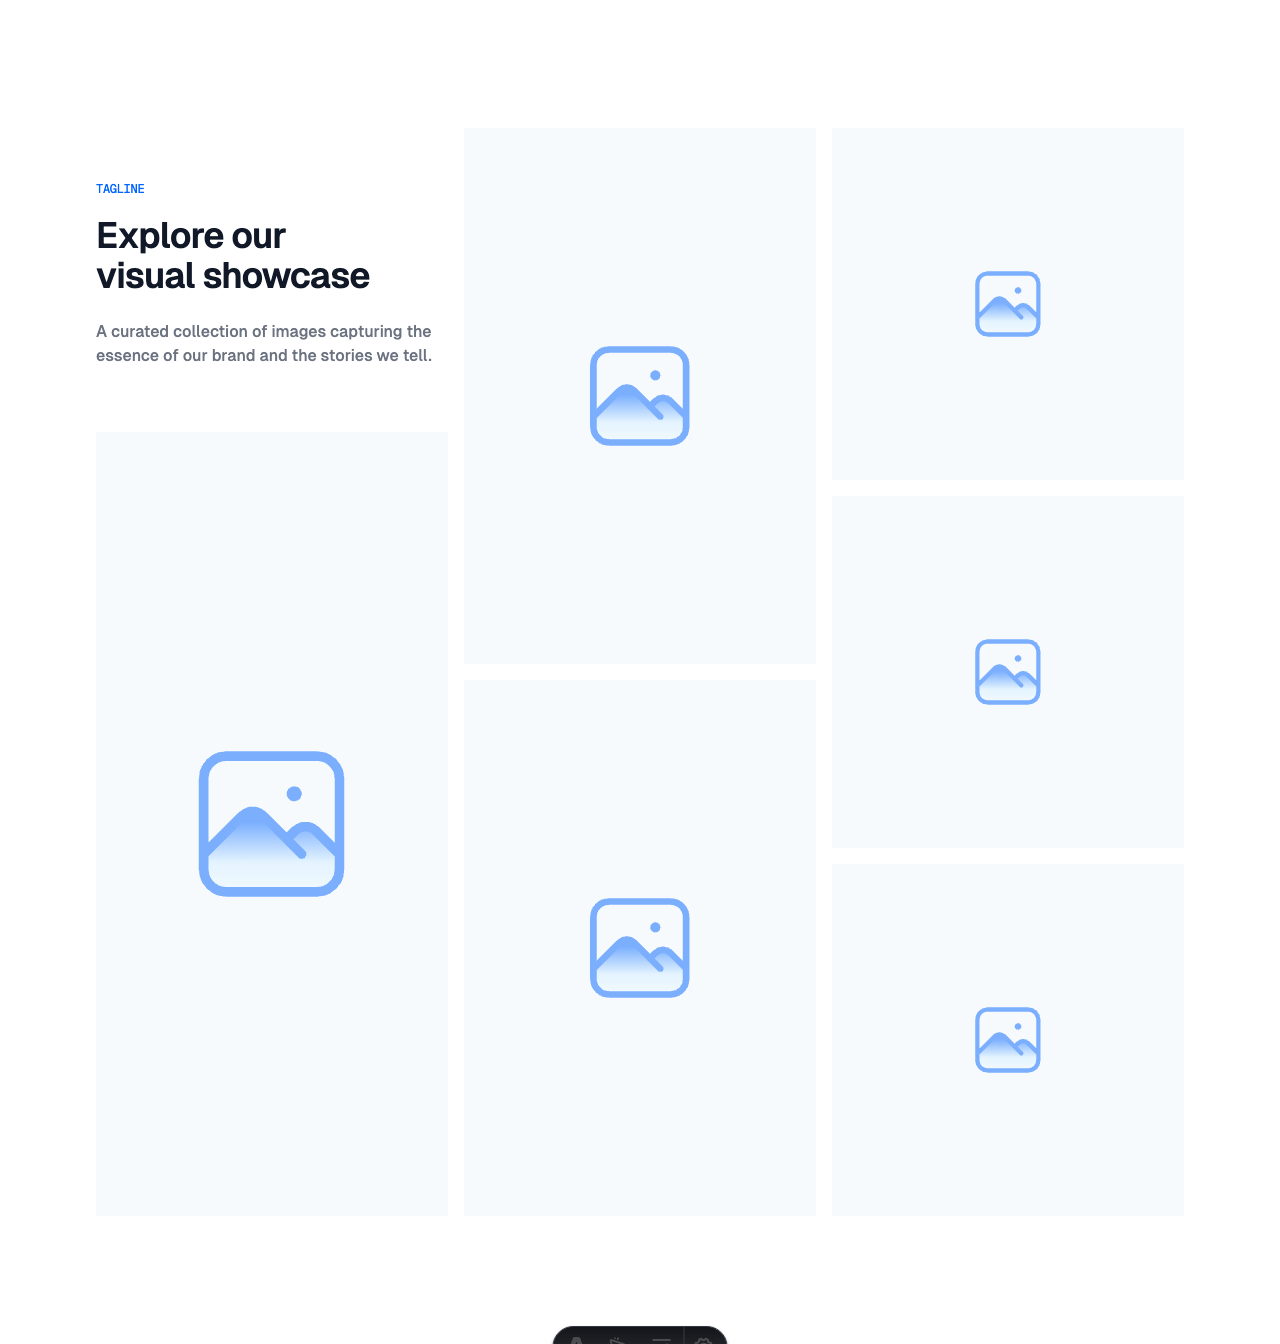 TAGLINE
Explore our
visual showcase
A curated collection of images capturing the
essence of our brand and the stories we tell.